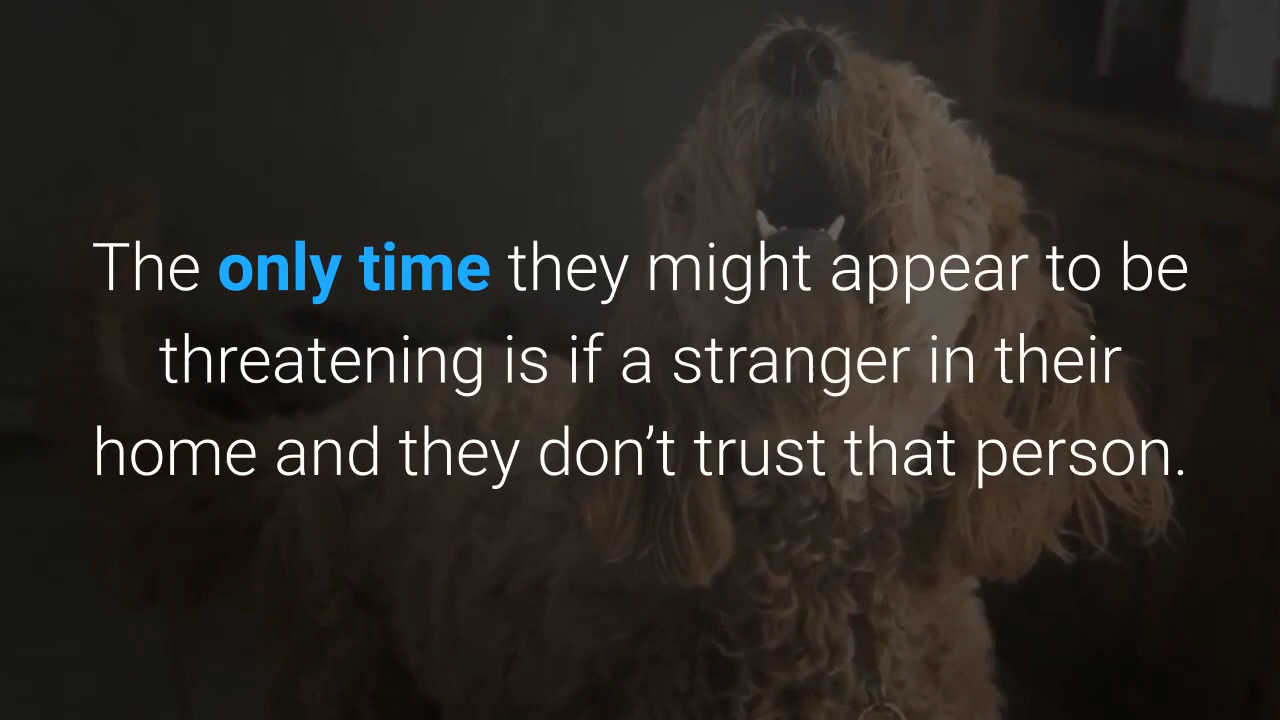 The only time they might appear to be
threatening is if a stranger in their
home and they don’t trust that person.